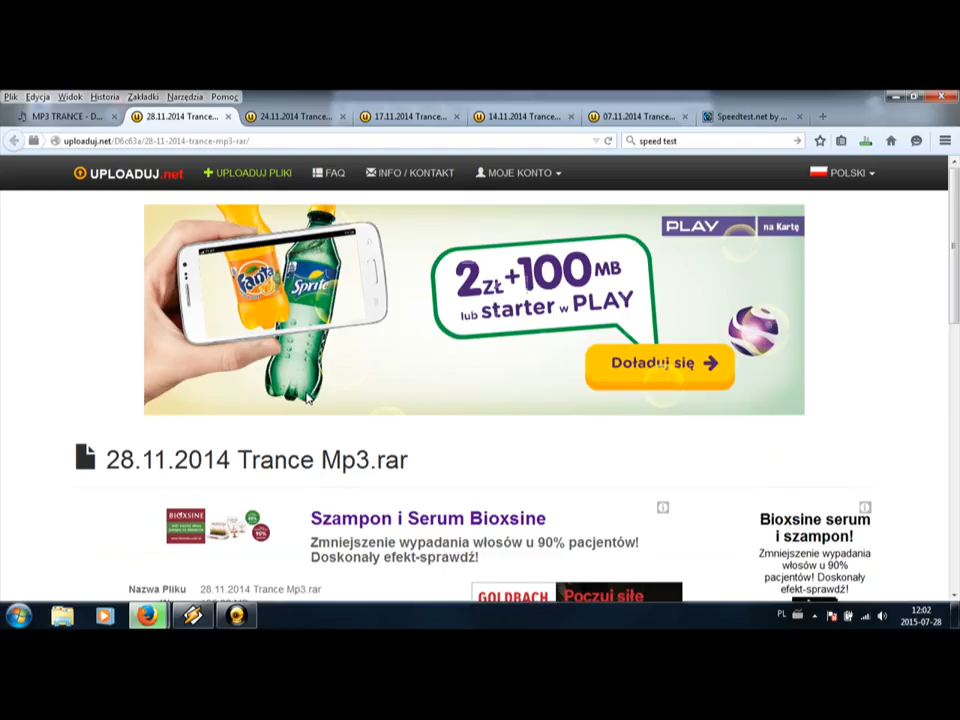 Plik Edycja Widok Historia Zakładki Narzędzia Pomoc
MP3 TRANCE - D...
28.11.2014 Trance...
24.11.2014 Trance...
17.11.2014 Trance...
14.11.2014 Trance...
07.11.2014 Trance...
Speedtest.net by ...
uploaduj.net/D6c63a/28-11-2014-trance-mp3-rar/
speed test
UPLOADUJ.net
UPLOADUJ PLIKI
FAQ
INFO / KONTAKT
MOJE KONTO
POLSKI
Fanta
Sprite
2 ZŁ+100 MB
lub starter w PLAY
PLAY
na Kartę
Doładuj się
28.11.2014 Trance Mp3.rar
BIOXSINE
Szampon i Serum Bioxsine
Zmniejszenie wypadania włosów u 90% pacjentów!
Doskonały efekt-sprawdź!
Bioxsine serum
i szampon!
Zmniejszenie wypadania
włosów u 90%
pacjentów! Doskonały
efekt-sprawdź!
Nazwa Pliku 28.11.2014 Trance Mp3.rar
GOLDBACH
Poczuj siłę
PL
12:02
2015-07-28